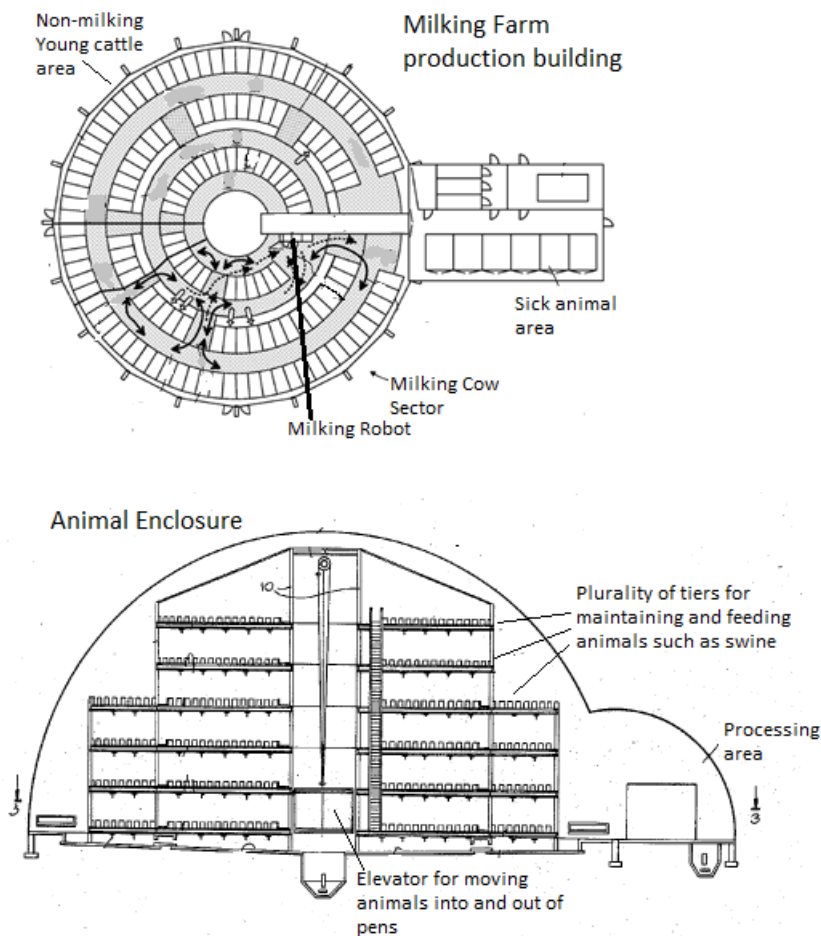 Non-milking
Young cattle
area
Milking Farm
production building
Sick animal
area
Milking Cow
Sector
Milking Robot
Animal Enclosure
10
Plurality of tiers for
maintaining and feeding
animals such as swine
Processing
area
3
Elevator for moving
animals into and out of
pens